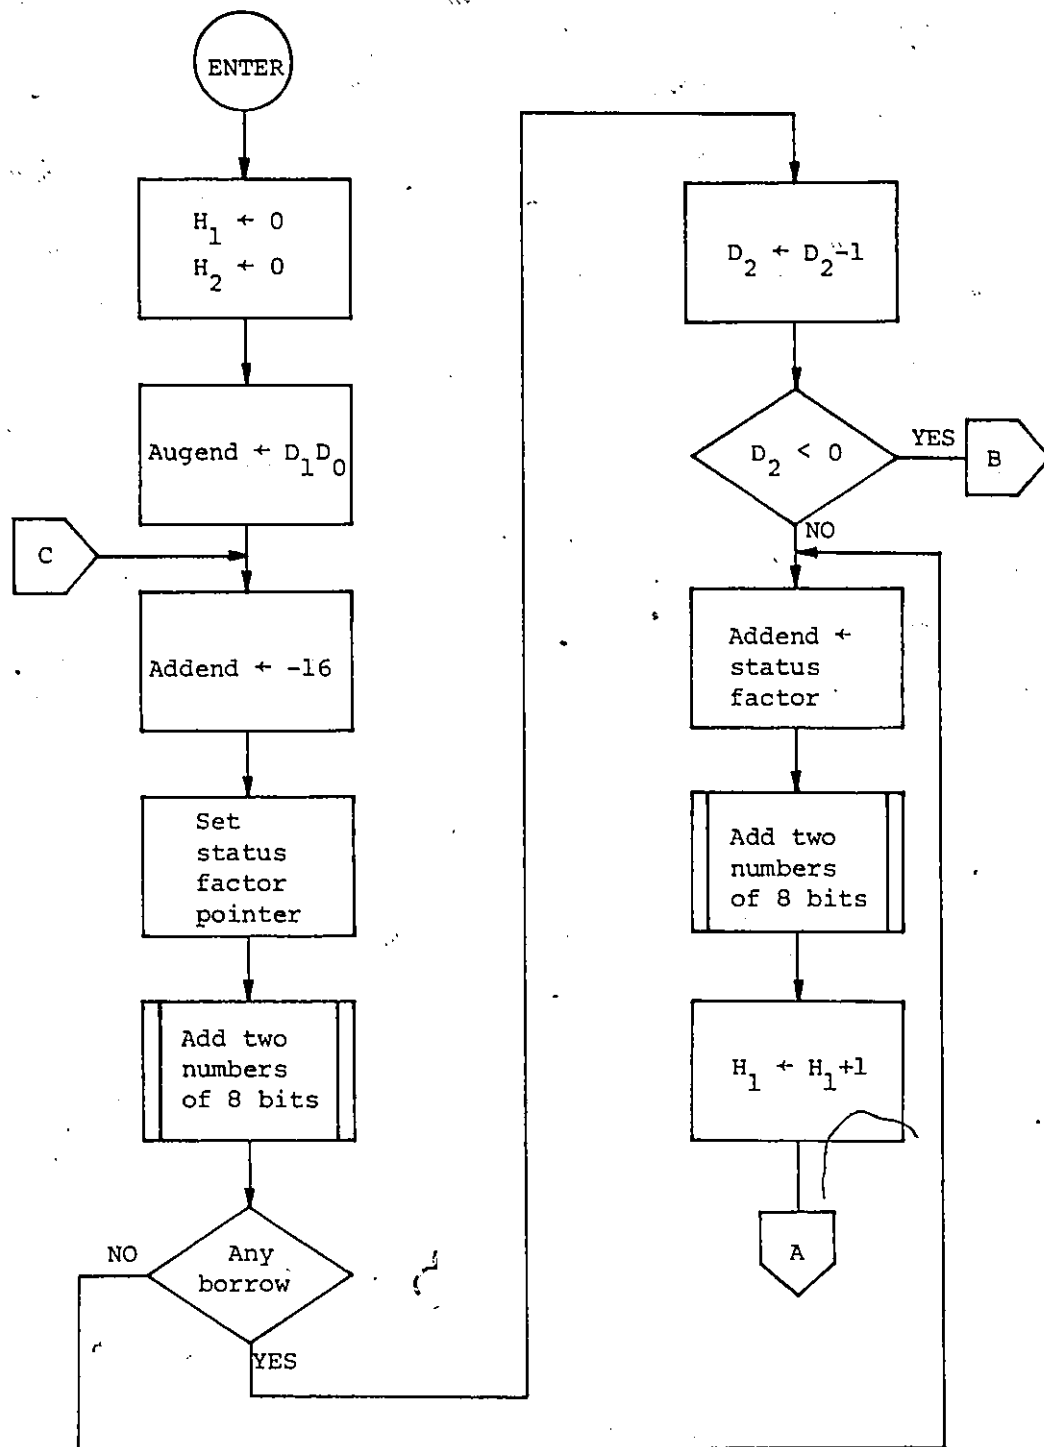 ENTER
H1 ← 0
H2 ← 0
Augend ← D1D0
C
Addend ← -16
Set
status
factor
pointer
Add two
numbers
of 8 bits
Any
borrow
NO
YES
D2 ← D2-1
D2 < 0
YES
B
NO
Addend ←
status
factor
Add two
numbers
of 8 bits
H1 ← H1+1
A